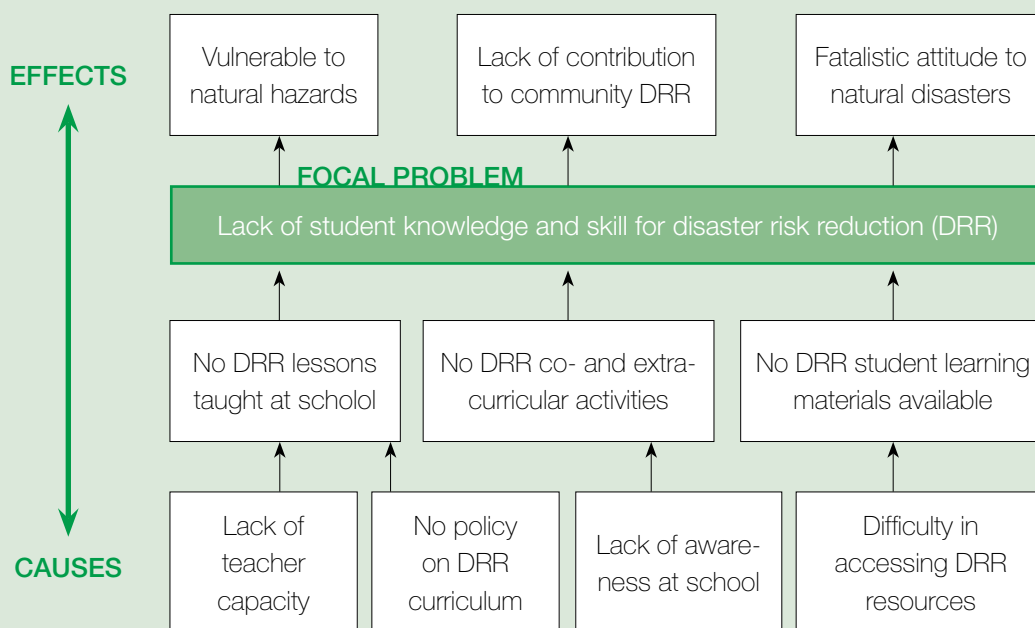 EFFECTS
Vulnerable to
natural hazards
Lack of contribution
to community DRR
Fatalistic attitude to
natural disasters
FOCAL PROBLEM
Lack of student knowledge and skill for disaster risk reduction (DRR)
No DRR lessons
taught at scholol
No DRR co- and extra-
curricular activities
No DRR student learning
materials available
CAUSES
Lack of
teacher
capacity
No policy
on DRR
curriculum
Lack of aware-
ness at school
Difficulty in
accessing DRR
resources